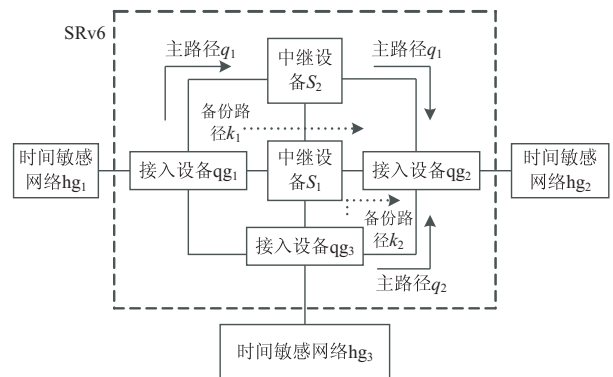 SRv6
主路径q₁
中继设
备S₂
主路径q₁
备份路
径k₁
时间敏感
网络hg₁
接入设备qg₁
中继设
备S₁
接入设备qg₂
时间敏感
网络hg₂
备份路
径k₂
接入设备qg₃
主路径q₂
时间敏感网络hg₃